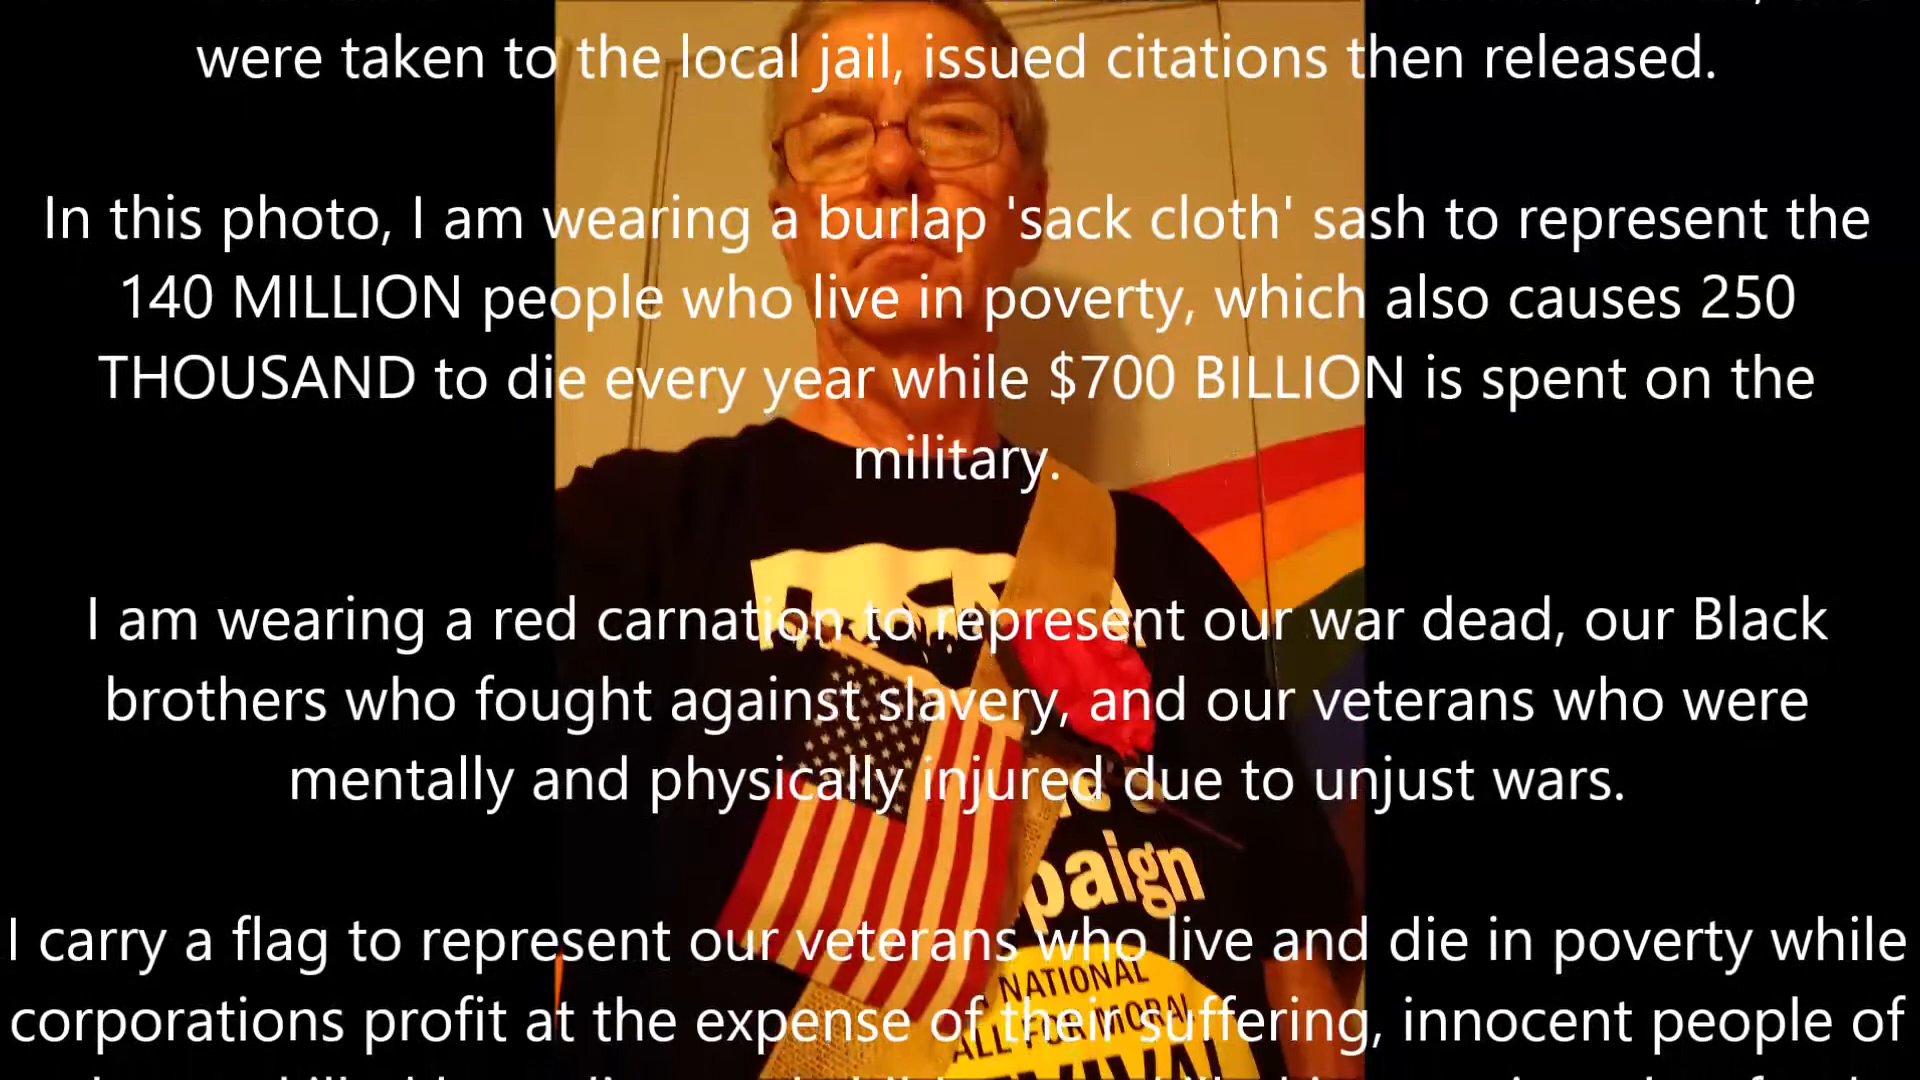 were taken to the local jail, issued citations then released.
In this photo, I am wearing a burlap 'sack cloth' sash to represent the
140 MILLION people who live in poverty, which also causes 250
THOUSAND to die every year while $700 BILLION is spent on the
military.
I am wearing a red carnation to represent our war dead, our Black
brothers who fought against slavery, and our veterans who were
mentally and physically injured due to unjust wars.
paign
I carry a flag to represent our veterans who live and die in poverty while
NATIONAL
corporations profit at the expense of their suffering, innocent people of
ALL FOR MORAL